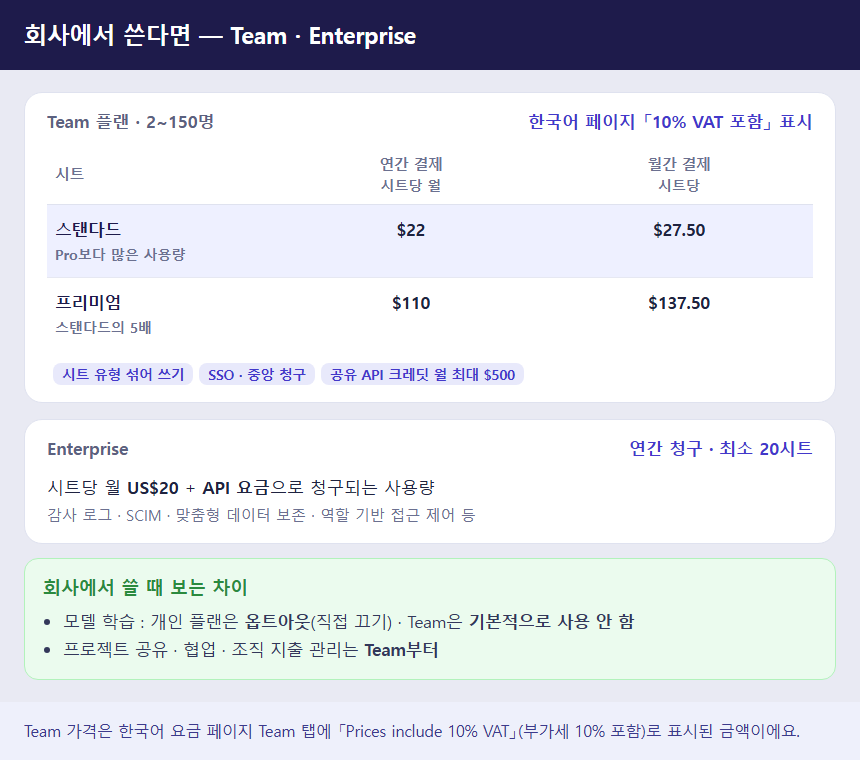 회사에서 쓴다면 — Team · Enterprise
Team 플랜 · 2~150명
한국어 페이지 「10% VAT 포함」 표시
시트
연간 결제
시트당 월
월간 결제
시트당
스탠다드
Pro보다 많은 사용량
$22
$27.50
프리미엄
스탠다드의 5배
$110
$137.50
시트 유형 섞어 쓰기
SSO · 중앙 청구
공유 API 크레딧 월 최대 $500
Enterprise
연간 청구 · 최소 20시트
시트당 월 US$20 + API 요금으로 청구되는 사용량
감사 로그 · SCIM · 맞춤형 데이터 보존 · 역할 기반 접근 제어 등
회사에서 쓸 때 보는 차이
• 모델 학습 : 개인 플랜은 옵트아웃(직접 끄기) · Team은 기본적으로 사용 안 함
• 프로젝트 공유 · 협업 · 조직 지출 관리는 Team부터
Team 가격은 한국어 요금 페이지 Team 탭에 「Prices include 10% VAT」(부가세 10% 포함)로 표시된 금액이에요.